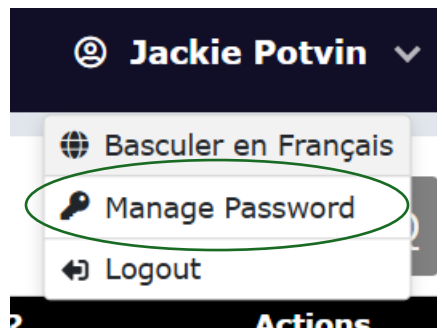 Jackie Potvin
Basculer en Français
Manage Password
Logout
Actions